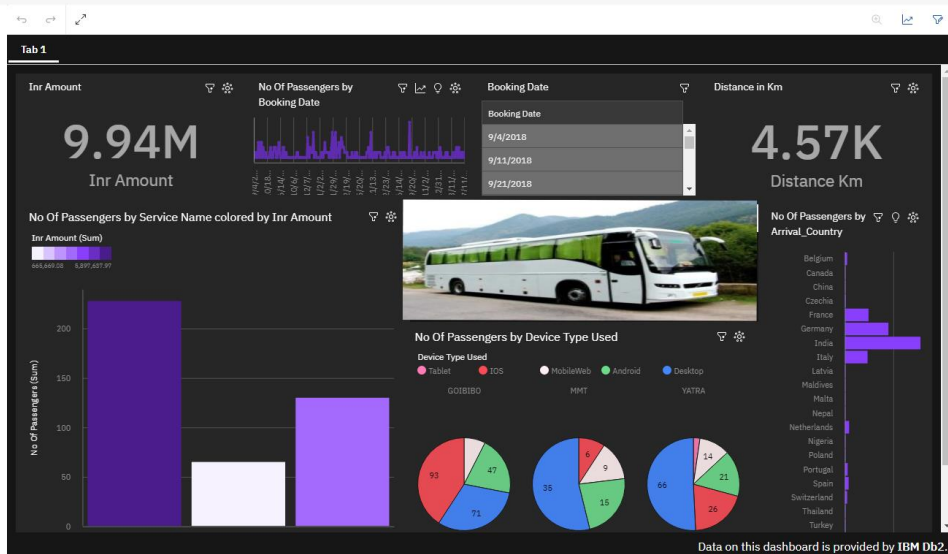 Tab 1
Inr Amount
9.94M
Inr Amount
No Of Passengers by
Booking Date
Booking Date
Booking Date
9/4/2018
9/11/2018
9/21/2018
Distance in Km
4.57K
Distance Km
No Of Passengers by Service Name colored by Inr Amount
Inr Amount (Sum)
No Of Passengers (Sum)
200
150
100
50
0
No Of Passengers by Device Type Used
Device Type Used
Tablet IOS MobileWeb Android Desktop
GOIBIBO MMT YATRA
93 47 71
6 9 15 35
14 21 26 66
No Of Passengers by
Arrival_Country
Belgium
Canada
China
Czechia
France
Germany
India
Italy
Latvia
Maldives
Malta
Nepal
Netherlands
Nigeria
Poland
Portugal
Spain
Switzerland
Thailand
Turkey
Data on this dashboard is provided by IBM Db2.